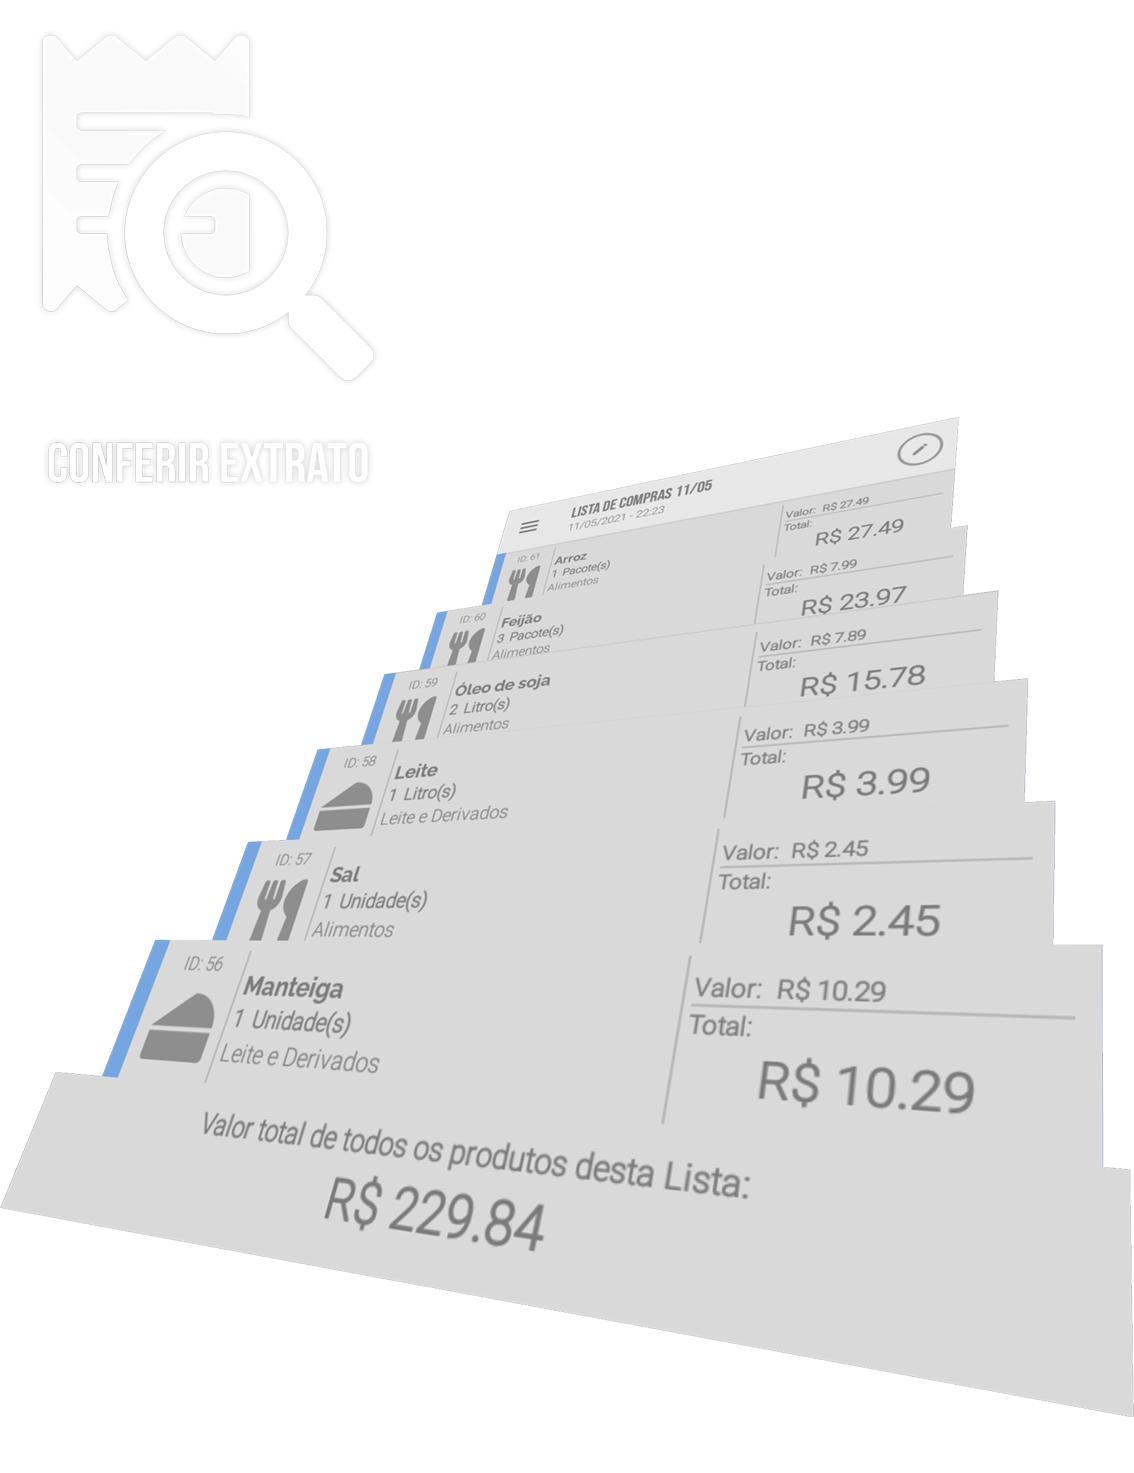 CONFERIR EXTRATO
LISTA DE COMPRAS 11/05
11/05/2021 - 22:23
ID: 61
Arroz
1 Pacote(s)
Alimentos
Valor: R$ 27.49
Total:
R$ 27.49
ID: 60
Feijão
3 Pacote(s)
Alimentos
Valor: R$ 7.99
Total:
R$ 23.97
ID: 59
Óleo de soja
2 Litro(s)
Alimentos
Valor: R$ 7.89
Total:
R$ 15.78
ID: 58
Leite
1 Litro(s)
Leite e Derivados
Valor: R$ 3.99
Total:
R$ 3.99
ID: 57
Sal
1 Unidade(s)
Alimentos
Valor: R$ 2.45
Total:
R$ 2.45
ID: 56
Manteiga
1 Unidade(s)
Leite e Derivados
Valor: R$ 10.29
Total:
R$ 10.29
Valor total de todos os produtos desta Lista:
R$ 229.84